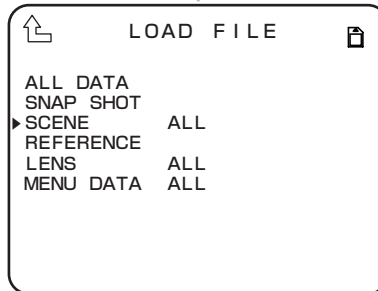 LOAD FILE
ALL DATA
SNAP SHOT
SCENE ALL
REFERENCE
LENS ALL
MENU DATA ALL